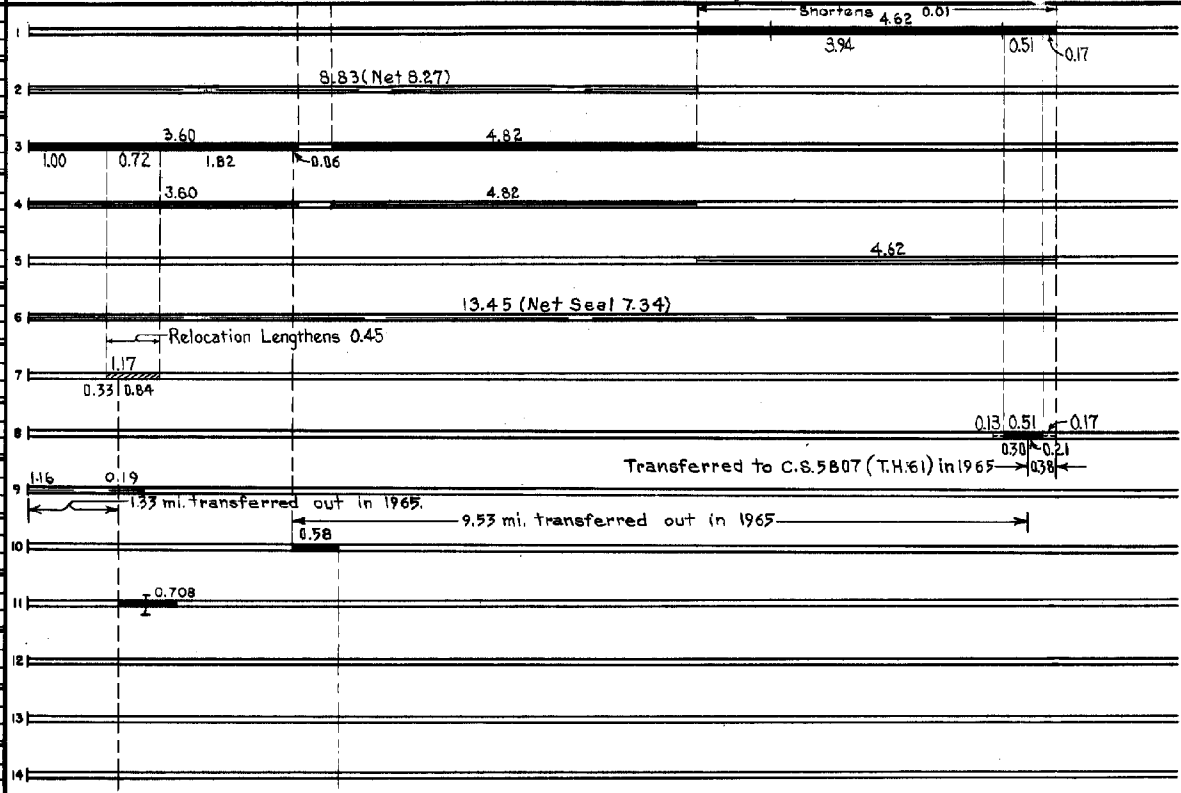 Shortens 0.01
4.62
1
3.94 0.51 0.17
8.83 (Net 8.27)
2
3.60 4.82
3
1.00 0.72 1.82 0.06
3.60 4.82
4
4.62
5
13.45 (Net Seal 7.34)
6
Relocation Lengthens 0.45
1.17
7
0.33 0.84
0.13 0.51 0.17
8
0.30 0.21
Transferred to C.S. 5807 (T.H. 61) in 1965 0.38
1.16 0.19
9
1.33 mi. transferred out in 1965.
9.53 mi. transferred out in 1965
0.58
10
0.708
11
12
13
14